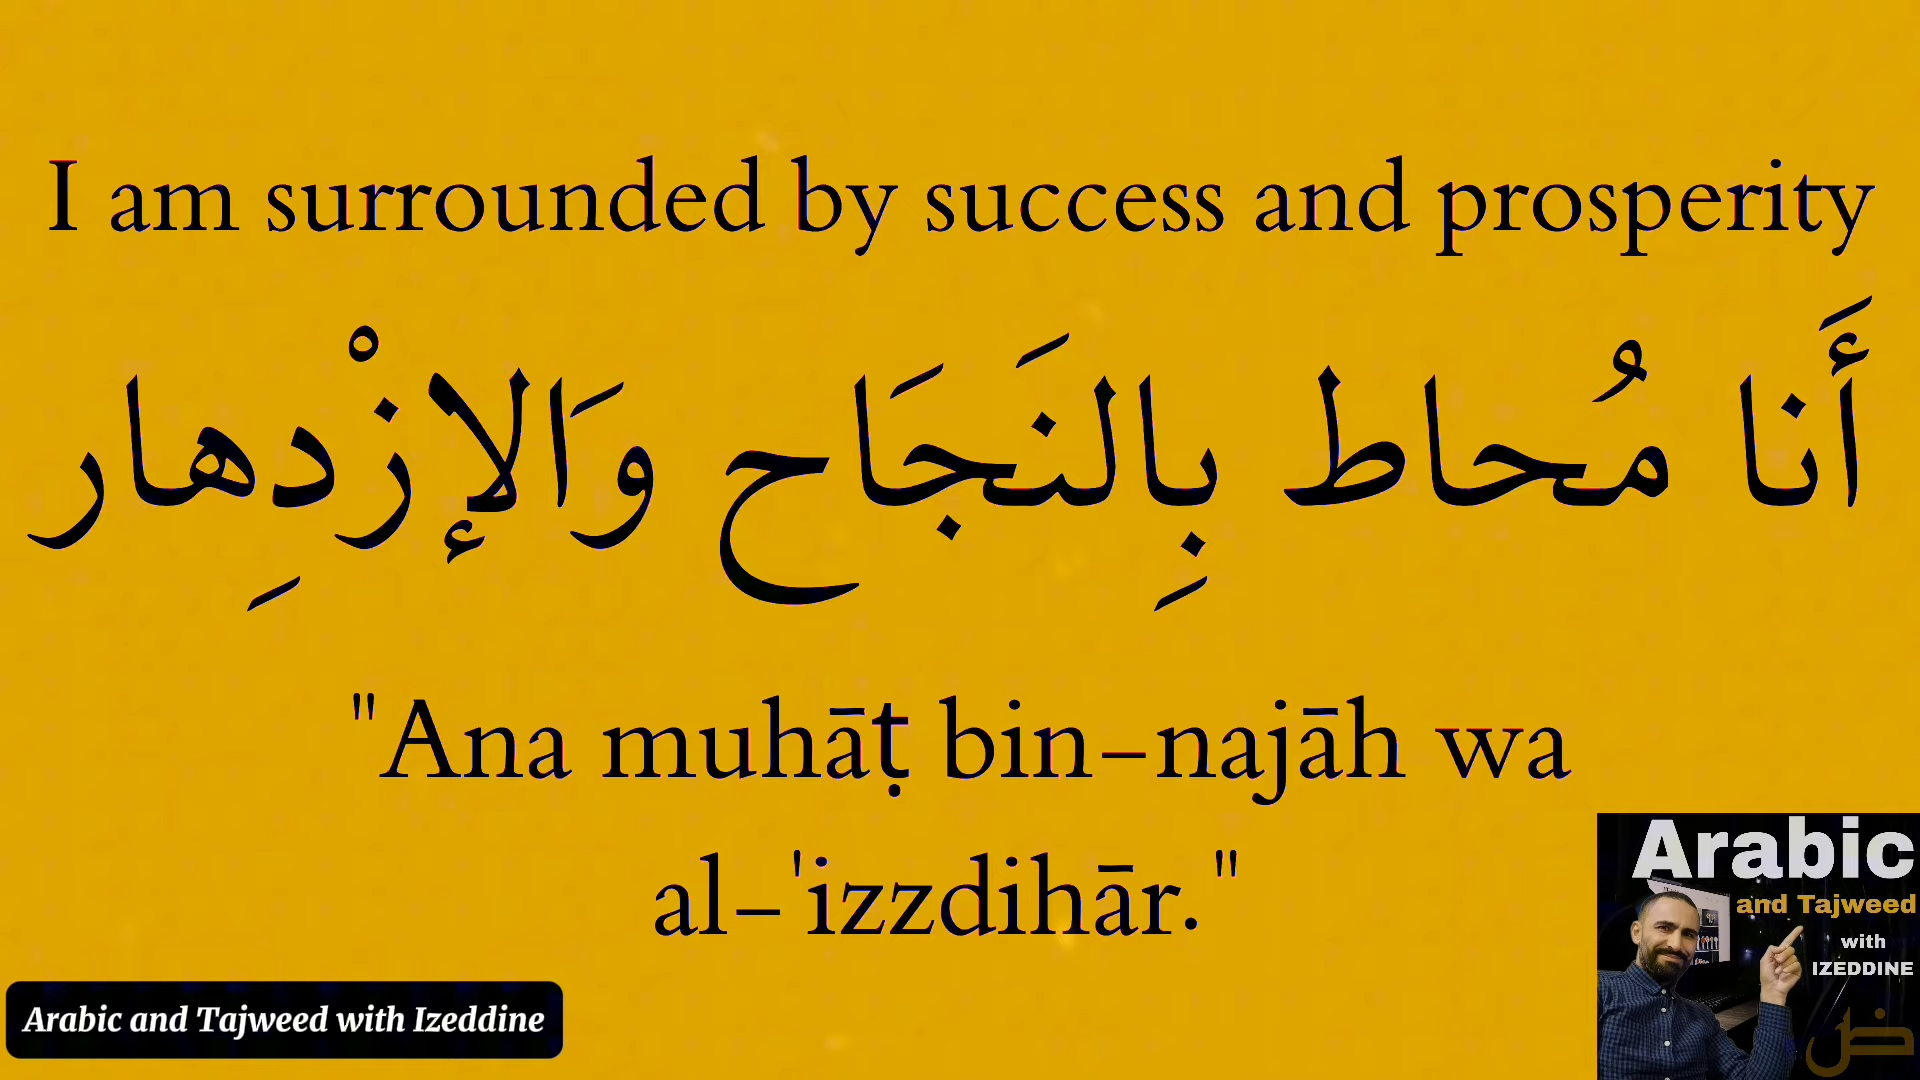 I am surrounded by success and prosperity
أَنا مُحاط بِالنَجَاح وَالإزْدِهار
"Ana muhāṭ bin–najāh wa
al–'izzdihār."
Arabic
and Tajweed
with
IZEDDINE
ض
Arabic and Tajweed with Izeddine